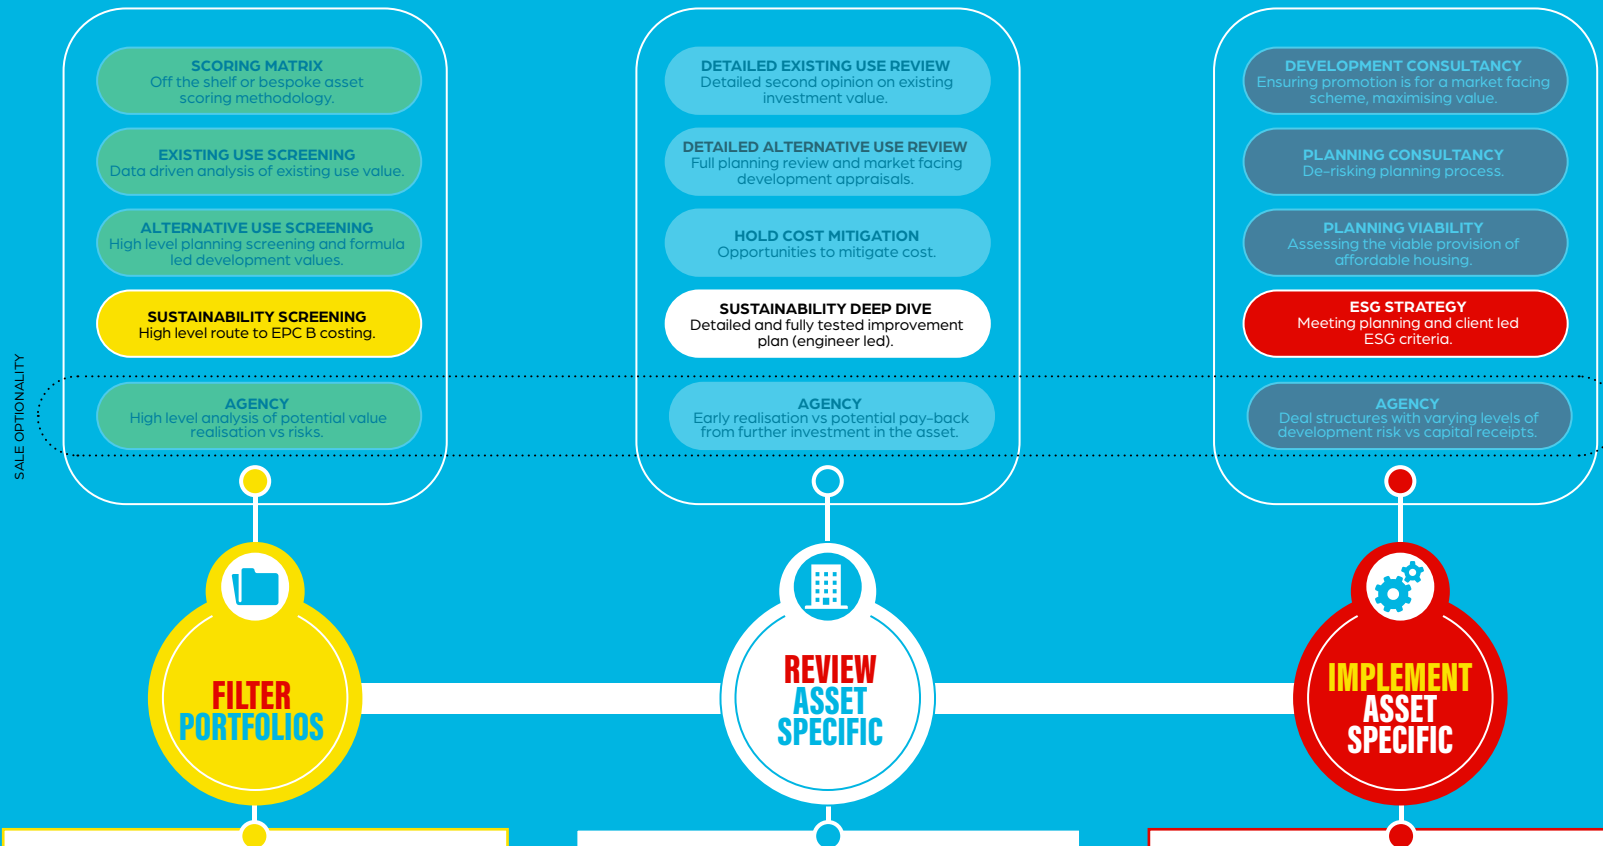 SCORING MATRIX
Off the shelf or bespoke asset
scoring methodology.
EXISTING USE SCREENING
Data driven analysis of existing use value.
ALTERNATIVE USE SCREENING
High level planning screening and formula
led development values.
SUSTAINABILITY SCREENING
High level route to EPC B costing.
AGENCY
High level analysis of potential value
realisation vs risks.
DETAILED EXISTING USE REVIEW
Detailed second opinion on existing
investment value.
DETAILED ALTERNATIVE USE REVIEW
Full planning review and market facing
development appraisals.
HOLD COST MITIGATION
Opportunities to mitigate cost.
SUSTAINABILITY DEEP DIVE
Detailed and fully tested improvement
plan (engineer led).
AGENCY
Early realisation vs potential pay-back
from further investment in the asset.
DEVELOPMENT CONSULTANCY
Ensuring promotion is for a market facing
scheme, maximising value.
PLANNING CONSULTANCY
De-risking planning process.
PLANNING VIABILITY
Assessing the viable provision of
affordable housing.
ESG STRATEGY
Meeting planning and client led
ESG criteria.
AGENCY
Deal structures with varying levels of
development risk vs capital receipts.
SALE OPTIONALITY
FILTER
PORTFOLIOS
REVIEW
ASSET
SPECIFIC
IMPLEMENT
ASSET
SPECIFIC